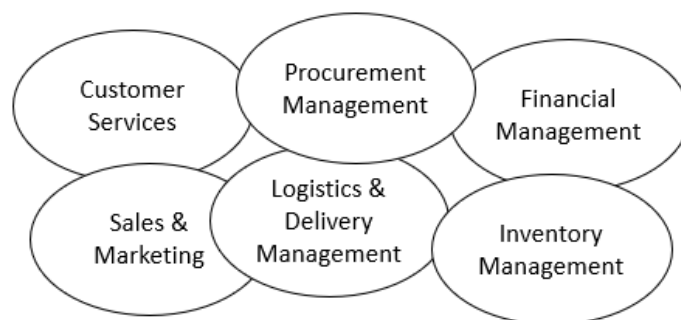 Customer
Services
Procurement
Management
Financial
Management
Sales &
Marketing
Logistics &
Delivery
Management
Inventory
Management